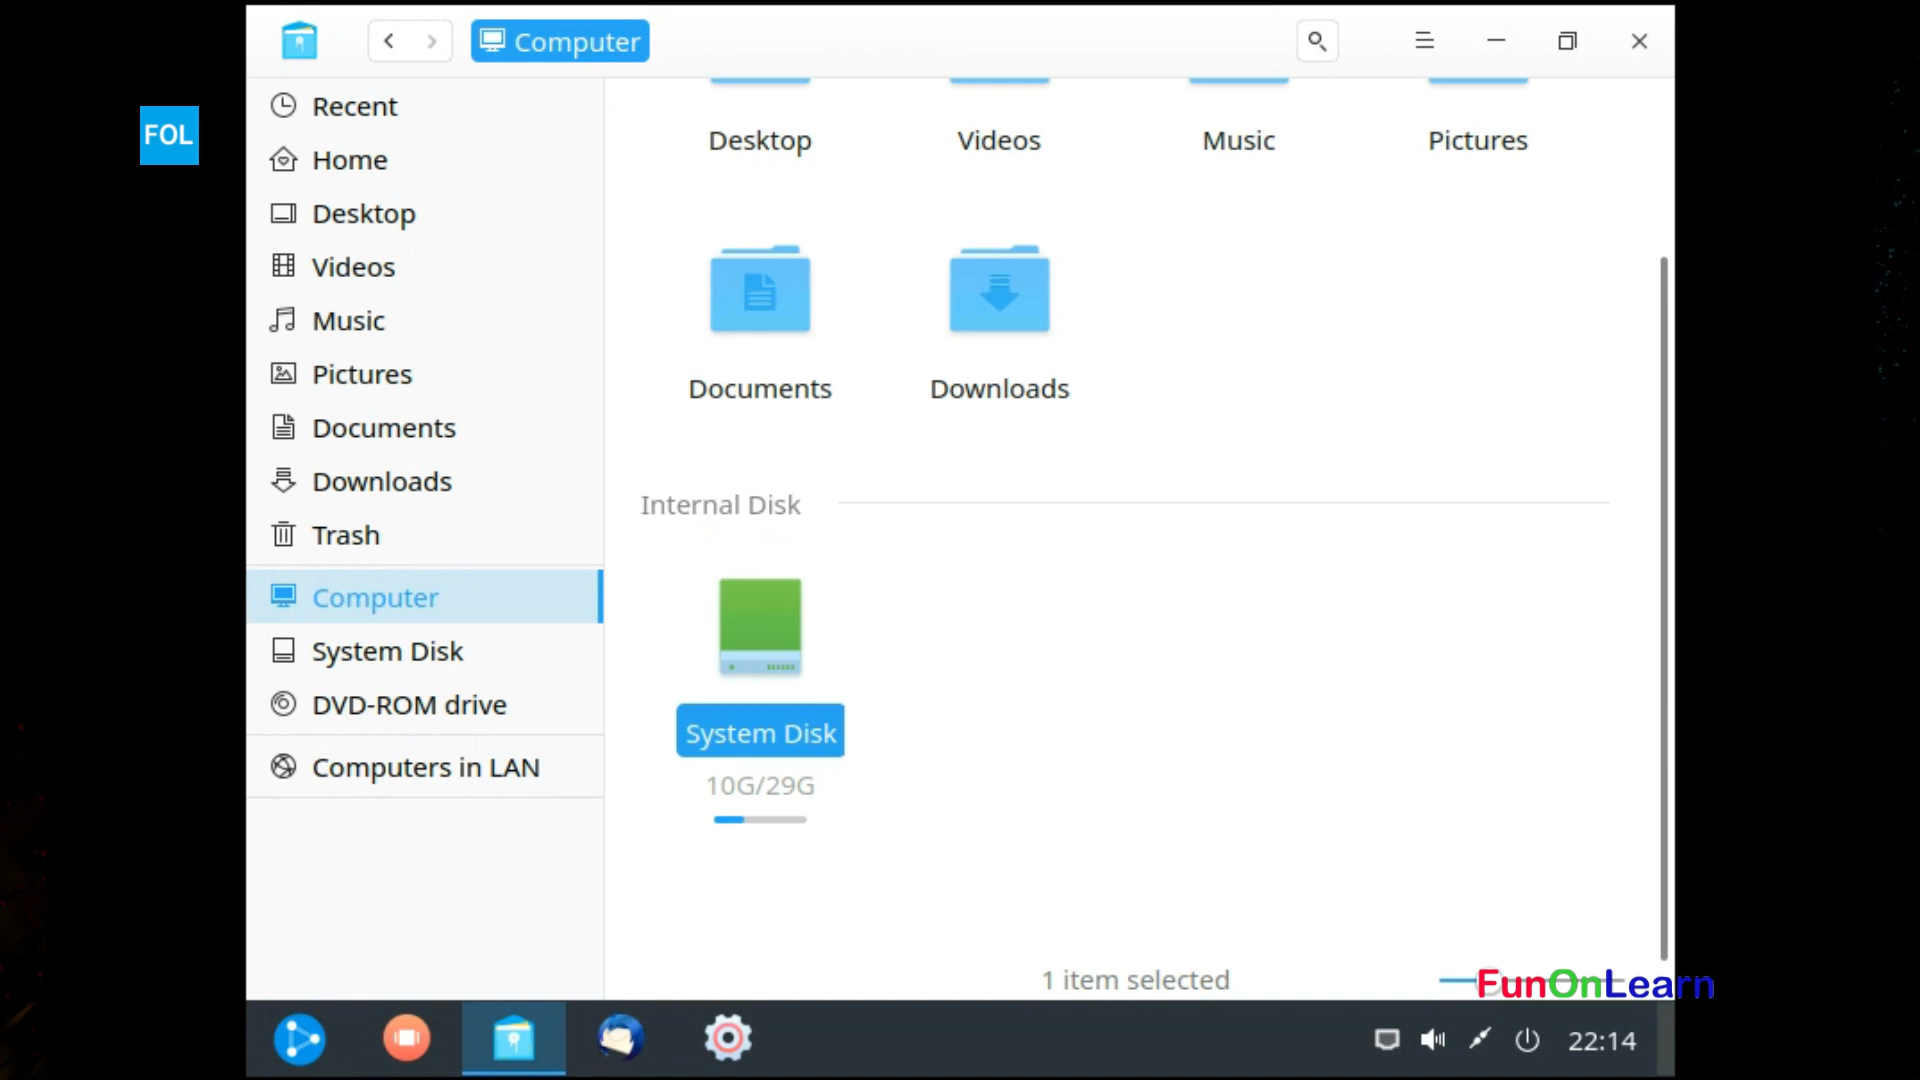 Computer
FOL
Recent
Home
Desktop
Videos
Music
Pictures
Documents
Downloads
Trash
Computer
System Disk
DVD-ROM drive
Computers in LAN
Desktop Videos Music Pictures
Documents Downloads
Internal Disk
System Disk
10G/29G
1 item selected
FunOnLearn
22:14